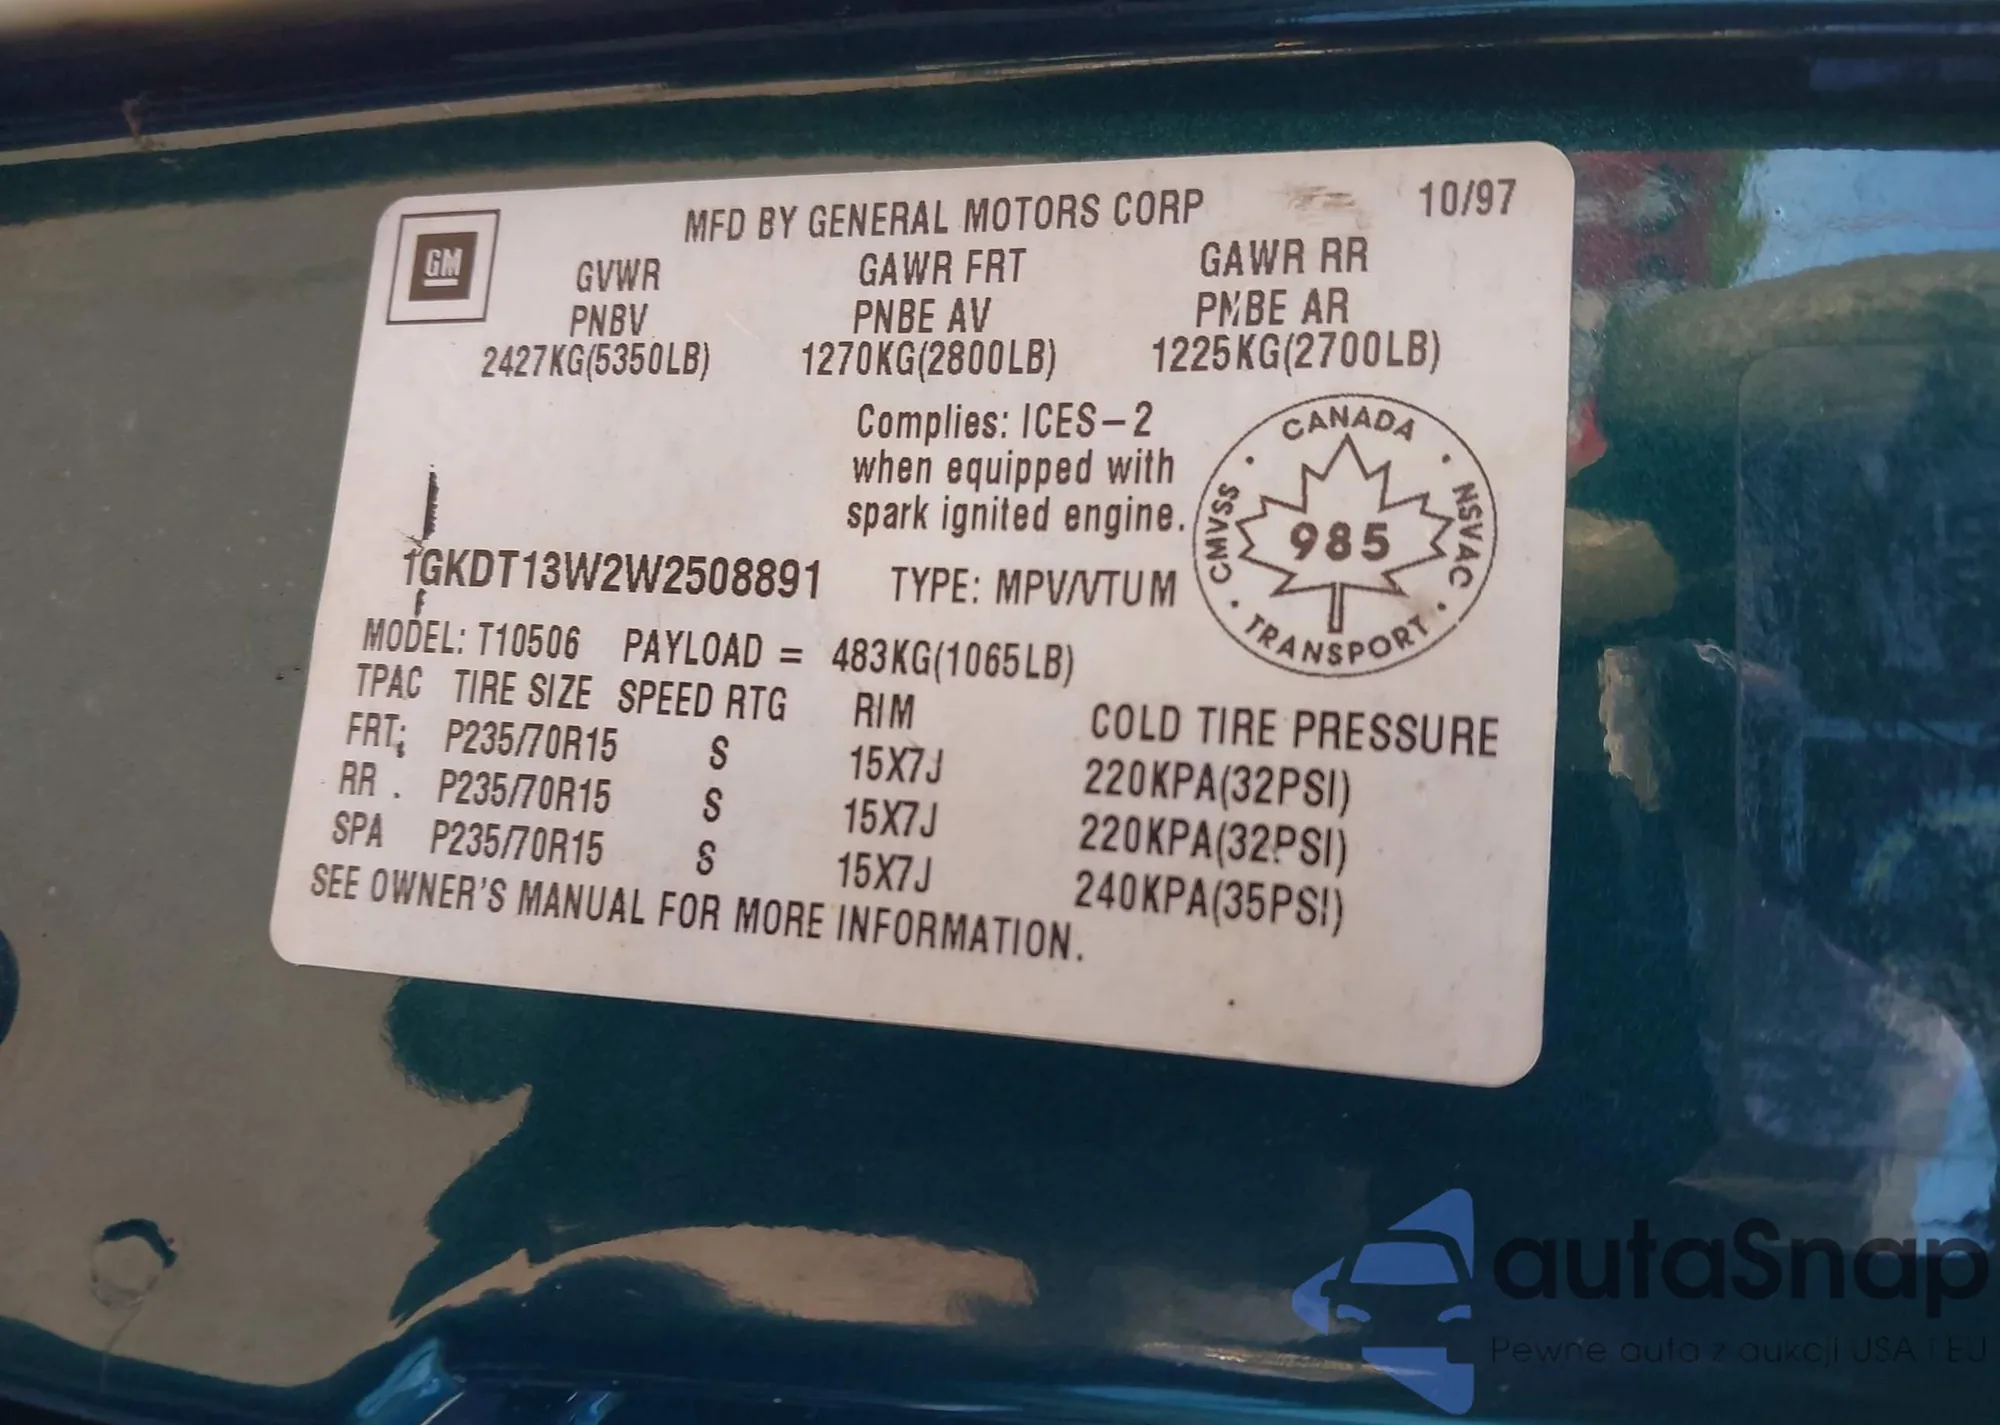 MFD BY GENERAL MOTORS CORP 10/97
GM
GVWR GAWR FRT GAWR RR
PNBV PNBE AV PNBE AR
2427KG(5350LB) 1270KG(2800LB) 1225KG(2700LB)
Complies: ICES-2
when equipped with
spark ignited engine.
CANADA
CMVSS 985 NSVAC
TRANSPORT
1GKDT13W2W2508891 TYPE: MPV/VTUM
MODEL: T10506 PAYLOAD = 483KG(1065LB)
TPAC TIRE SIZE SPEED RTG RIM COLD TIRE PRESSURE
FRT; P235/70R15 S 15X7J 220KPA(32PSI)
RR . P235/70R15 S 15X7J 220KPA(32PSI)
SPA P235/70R15 S 15X7J 240KPA(35PSI)
SEE OWNER'S MANUAL FOR MORE INFORMATION.
autaSnap
Pewne auta z aukcji USA i EU